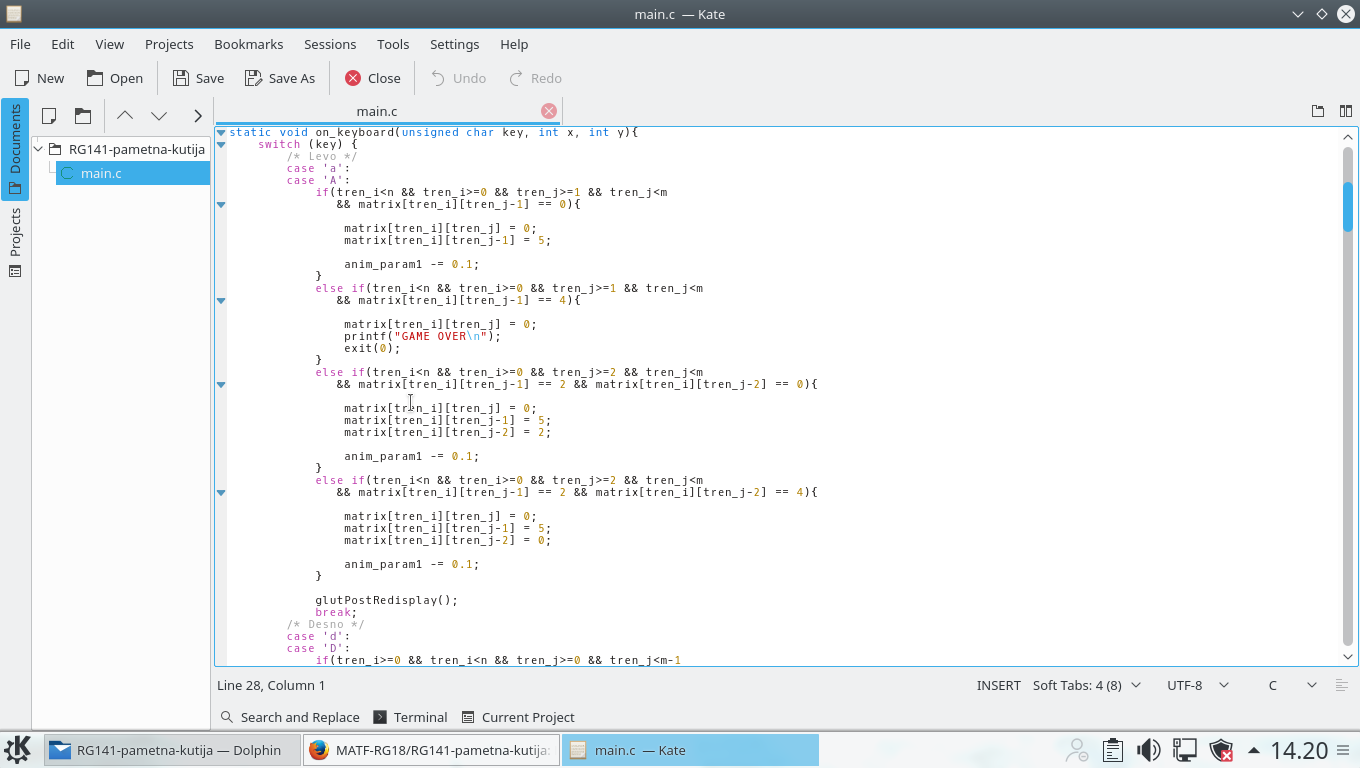 main.c — Kate
File Edit View Projects Bookmarks Sessions Tools Settings Help
New Open Save Save As Close Undo Redo
Documents
Projects
RG141-pametna-kutija
main.c
main.c
static void on_keyboard(unsigned char key, int x, int y){
switch (key) {
/* Levo */
case 'a':
case 'A':
if(tren_i<n && tren_i>=0 && tren_j>=1 && tren_j<m
&& matrix[tren_i][tren_j-1] == 0){
matrix[tren_i][tren_j] = 0;
matrix[tren_i][tren_j-1] = 5;
anim_param1 -= 0.1;
}
else if(tren_i<n && tren_i>=0 && tren_j>=1 && tren_j<m
&& matrix[tren_i][tren_j-1] == 4){
matrix[tren_i][tren_j] = 0;
printf("GAME OVER\n");
exit(0);
}
else if(tren_i<n && tren_i>=0 && tren_j>=2 && tren_j<m
&& matrix[tren_i][tren_j-1] == 2 && matrix[tren_i][tren_j-2] == 0){
matrix[tren_i][tren_j] = 0;
matrix[tren_i][tren_j-1] = 5;
matrix[tren_i][tren_j-2] = 2;
anim_param1 -= 0.1;
}
else if(tren_i<n && tren_i>=0 && tren_j>=2 && tren_j<m
&& matrix[tren_i][tren_j-1] == 2 && matrix[tren_i][tren_j-2] == 4){
matrix[tren_i][tren_j] = 0;
matrix[tren_i][tren_j-1] = 5;
matrix[tren_i][tren_j-2] = 0;
anim_param1 -= 0.1;
}
glutPostRedisplay();
break;
/* Desno */
case 'd':
case 'D':
if(tren_i>=0 && tren_i<n && tren_j>=0 && tren_j<m-1
Line 28, Column 1 INSERT Soft Tabs: 4 (8) UTF-8 C
Search and Replace Terminal Current Project
RG141-pametna-kutija — Dolphin MATF-RG18/RG141-pametna-kutija: main.c — Kate 14.20